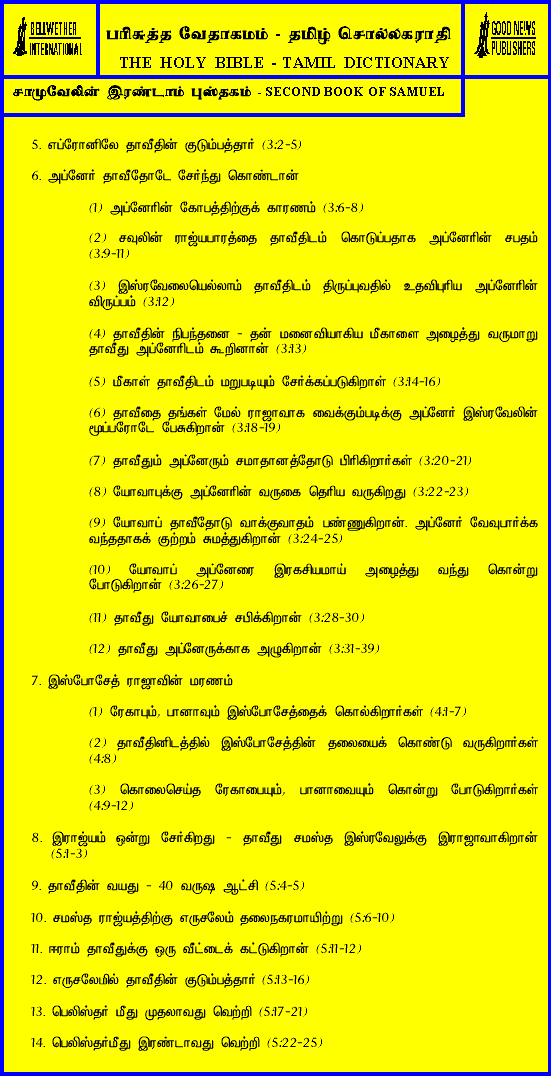 BELLWETHER
INTERNATIONAL
பரிசுத்த வேதாகமம் - தமிழ் சொல்லகராதி
THE HOLY BIBLE - TAMIL DICTIONARY
GOOD NEWS
PUBLISHERS
சாமுவேலின் இரண்டாம் புஸ்தகம் - SECOND BOOK OF SAMUEL
5. எப்ரோனிலே தாவீதின் குடும்பத்தார் (3:2-5)
6. அப்னேர் தாவீதோடே சேர்ந்து கொண்டான்
(1) அப்னேரின் கோபத்திற்குக் காரணம் (3:6-8)
(2) சவுலின் ராஜ்யபாரத்தை தாவீதிடம் கொடுப்பதாக அப்னேரின் சபதம்
(3:9-11)
(3) இஸ்ரவேலையெல்லாம் தாவீதிடம் திருப்புவதில் உதவிபுரிய அப்னேரின்
விருப்பம் (3:12)
(4) தாவீதின் நிபந்தனை - தன் மனைவியாகிய மீகாளை அழைத்து வருமாறு
தாவீது அப்னேரிடம் கூறினான் (3:13)
(5) மீகாள் தாவீதிடம் மறுபடியும் சேர்க்கப்படுகிறாள் (3:14-16)
(6) தாவீதை தங்கள் மேல் ராஜாவாக வைக்கும்படிக்கு அப்னேர் இஸ்ரவேலின்
மூப்பரோடே பேசுகிறான் (3:18-19)
(7) தாவீதும் அப்னேரும் சமாதானத்தோடு பிரிகிறார்கள் (3:20-21)
(8) யோவாபுக்கு அப்னேரின் வருகை தெரிய வருகிறது (3:22-23)
(9) யோவாப் தாவீதோடு வாக்குவாதம் பண்ணுகிறான். அப்னேர் வேவுபார்க்க
வந்ததாகக் குற்றம் சுமத்துகிறான் (3:24-25)
(10) யோவாப் அப்னேரை இரகசியமாய் அழைத்து வந்து கொன்று
போடுகிறான் (3:26-27)
(11) தாவீது யோவாபைச் சபிக்கிறான் (3:28-30)
(12) தாவீது அப்னேருக்காக அழுகிறான் (3:31-39)
7. இஸ்போசேத் ராஜாவின் மரணம்
(1) ரேகாபும், பானாவும் இஸ்போசேத்தைக் கொல்கிறார்கள் (4:1-7)
(2) தாவீதினிடத்தில் இஸ்போசேத்தின் தலையைக் கொண்டு வருகிறார்கள்
(4:8)
(3) கொலைசெய்த ரேகாபையும், பானாவையும் கொன்று போடுகிறார்கள்
(4:9-12)
8. இராஜ்யம் ஒன்று சேர்கிறது - தாவீது சமஸ்த இஸ்ரவேலுக்கு இராஜாவாகிறான்
(5:1-3)
9. தாவீதின் வயது - 40 வருஷ ஆட்சி (5:4-5)
10. சமஸ்த ராஜ்யத்திற்கு எருசலேம் தலைநகரமாயிற்று (5:6-10)
11. ஈராம் தாவீதுக்கு ஒரு வீட்டைக் கட்டுகிறான் (5:11-12)
12. எருசலேமில் தாவீதின் குடும்பத்தார் (5:13-16)
13. பெலிஸ்தர் மீது முதலாவது வெற்றி (5:17-21)
14. பெலிஸ்தர்மீது இரண்டாவது வெற்றி (5:22-25)